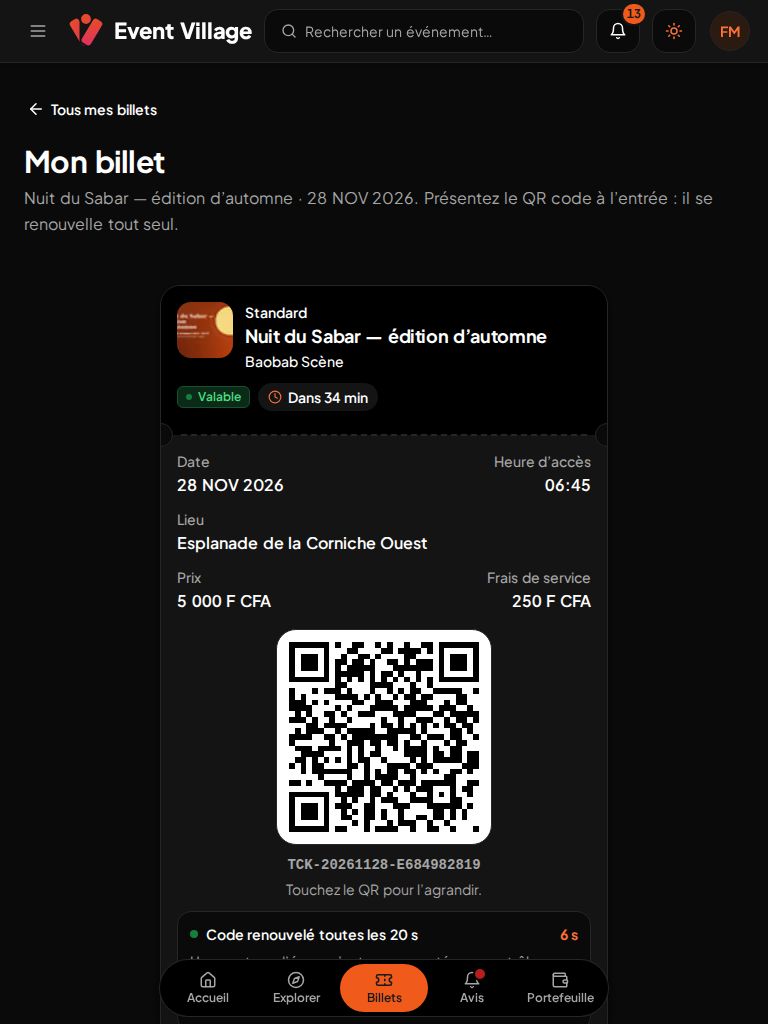 Event Village
Rechercher un événement...
13
FM
Tous mes billets
Mon billet
Nuit du Sabar — édition d’automne · 28 NOV 2026. Présentez le QR code à l’entrée : il se
renouvelle tout seul.
Standard
Nuit du Sabar — édition d’automne
Baobab Scène
Valable
Dans 34 min
Date
Heure d’accès
28 NOV 2026
06:45
Lieu
Esplanade de la Corniche Ouest
Prix
Frais de service
5 000 F CFA
250 F CFA
TCK-20261128-E684982819
Touchez le QR pour l’agrandir.
Code renouvelé toutes les 20 s
6 s
Accueil
Explorer
Billets
Avis
Portefeuille